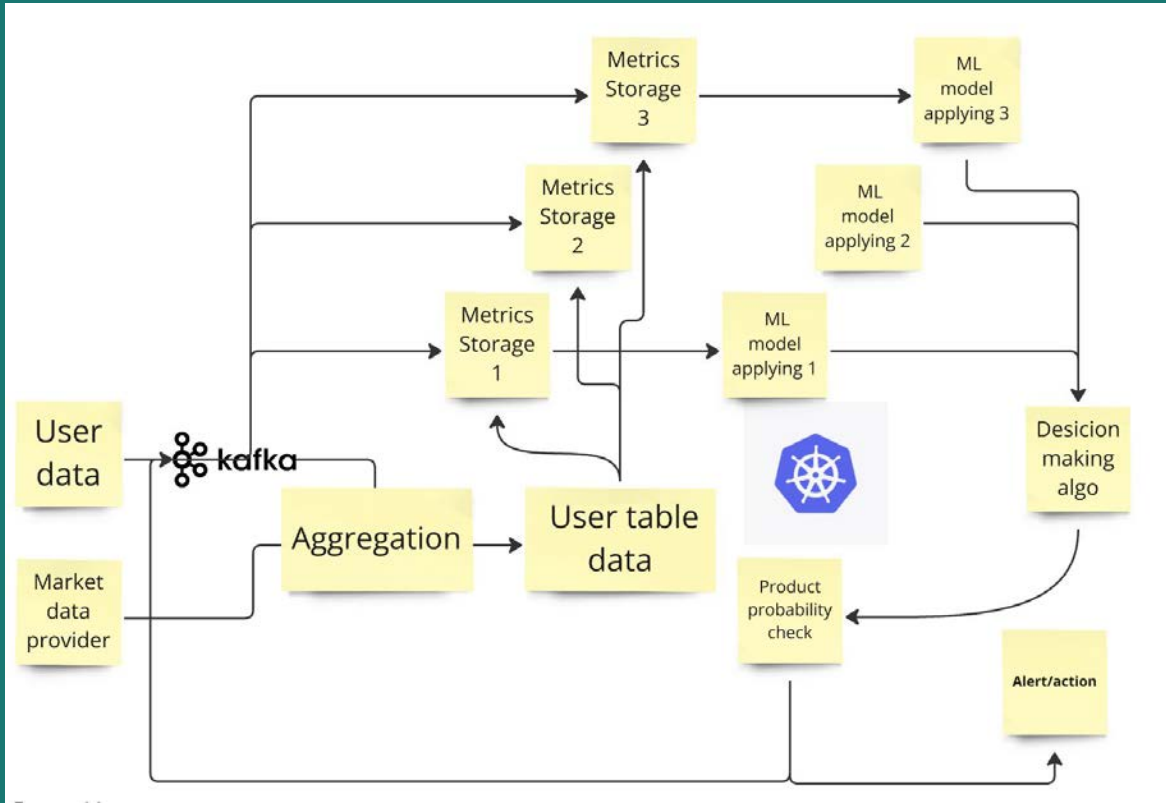 Metrics
Storage
3
ML
model
applying 3
Metrics
Storage
2
ML
model
applying 2
Metrics
Storage
1
ML
model
applying 1
User
data
kafka
Desicion
making
algo
Aggregation
User table
data
Market
data
provider
Product
probability
check
Alert/action